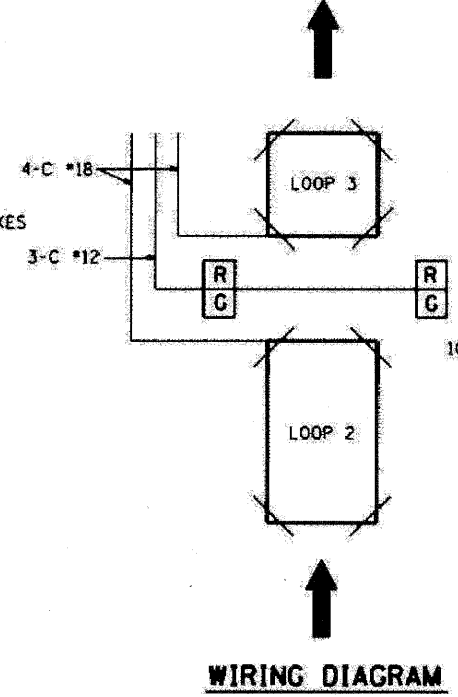 LOOP 3
4-C #18
3-C #12
R R
G G
LOOP 2
WIRING DIAGRAM